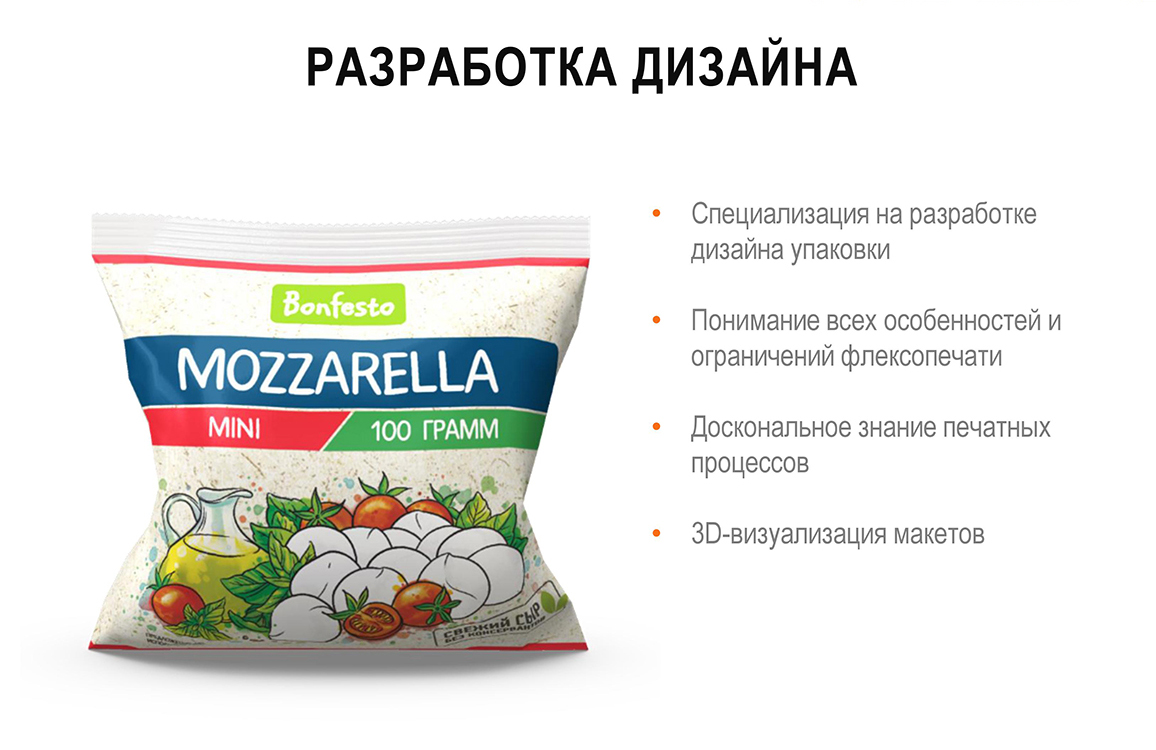 РАЗРАБОТКА ДИЗАЙНА
Bonfesto
MOZZARELLA
MINI
100 ГРАММ
СВЕЖИЙ СЫР
БЕЗ КОНСЕРВАНТОВ
• Специализация на разработке
дизайна упаковки
• Понимание всех особенностей и
ограничений флексопечати
• Доскональное знание печатных
процессов
• 3D-визуализация макетов